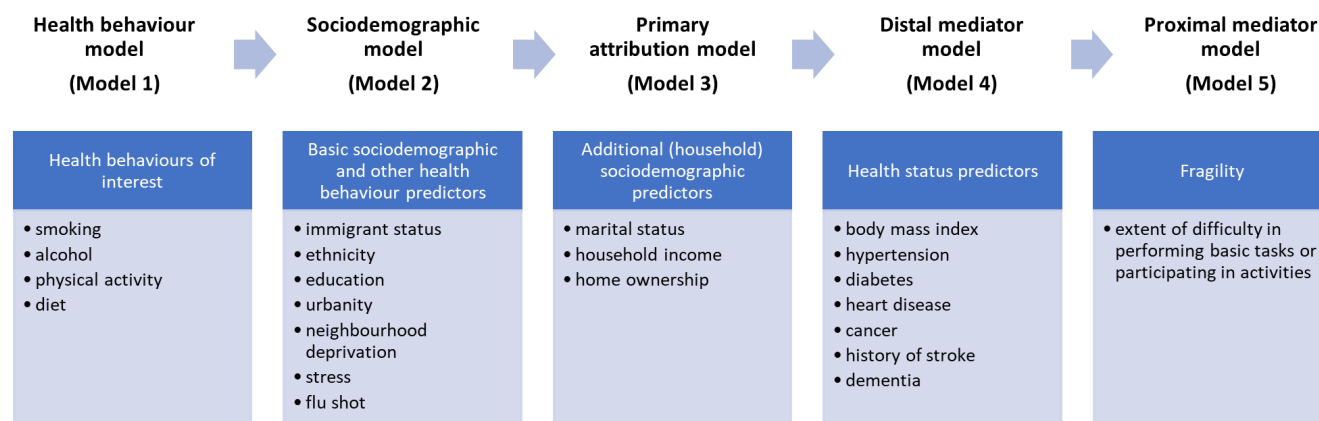 Health behaviour
model
(Model 1)
Sociodemographic
model
(Model 2)
Primary
attribution model
(Model 3)
Distal mediator
model
(Model 4)
Proximal mediator
model
(Model 5)
Health behaviours of
interest
• smoking
• alcohol
• physical activity
• diet
Basic sociodemographic
and other health
behaviour predictors
• immigrant status
• ethnicity
• education
• urbanity
• neighbourhood
deprivation
• stress
• flu shot
Additional (household)
sociodemographic
predictors
• marital status
• household income
• home ownership
Health status predictors
• body mass index
• hypertension
• diabetes
• heart disease
• cancer
• history of stroke
• dementia
Fragility
• extent of difficulty in
performing basic tasks or
participating in activities